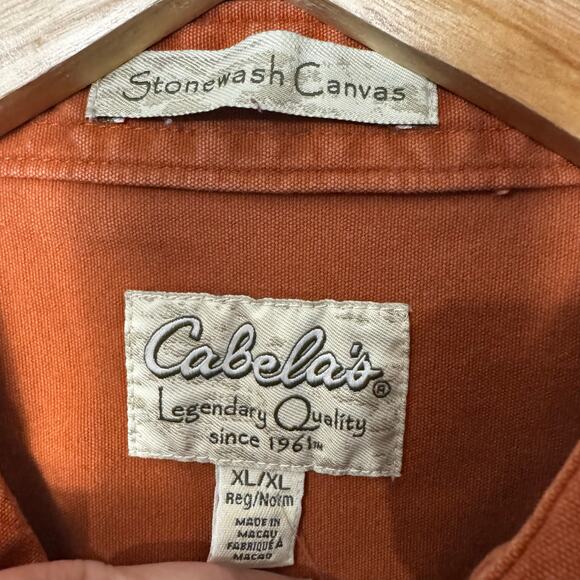 Stonewash Canvas
Cabela's®
Legendary Quality
since 1961™
XL/XL
Reg/Norm
MADE IN
MACAU
FABRIQUÉ À
MACAO